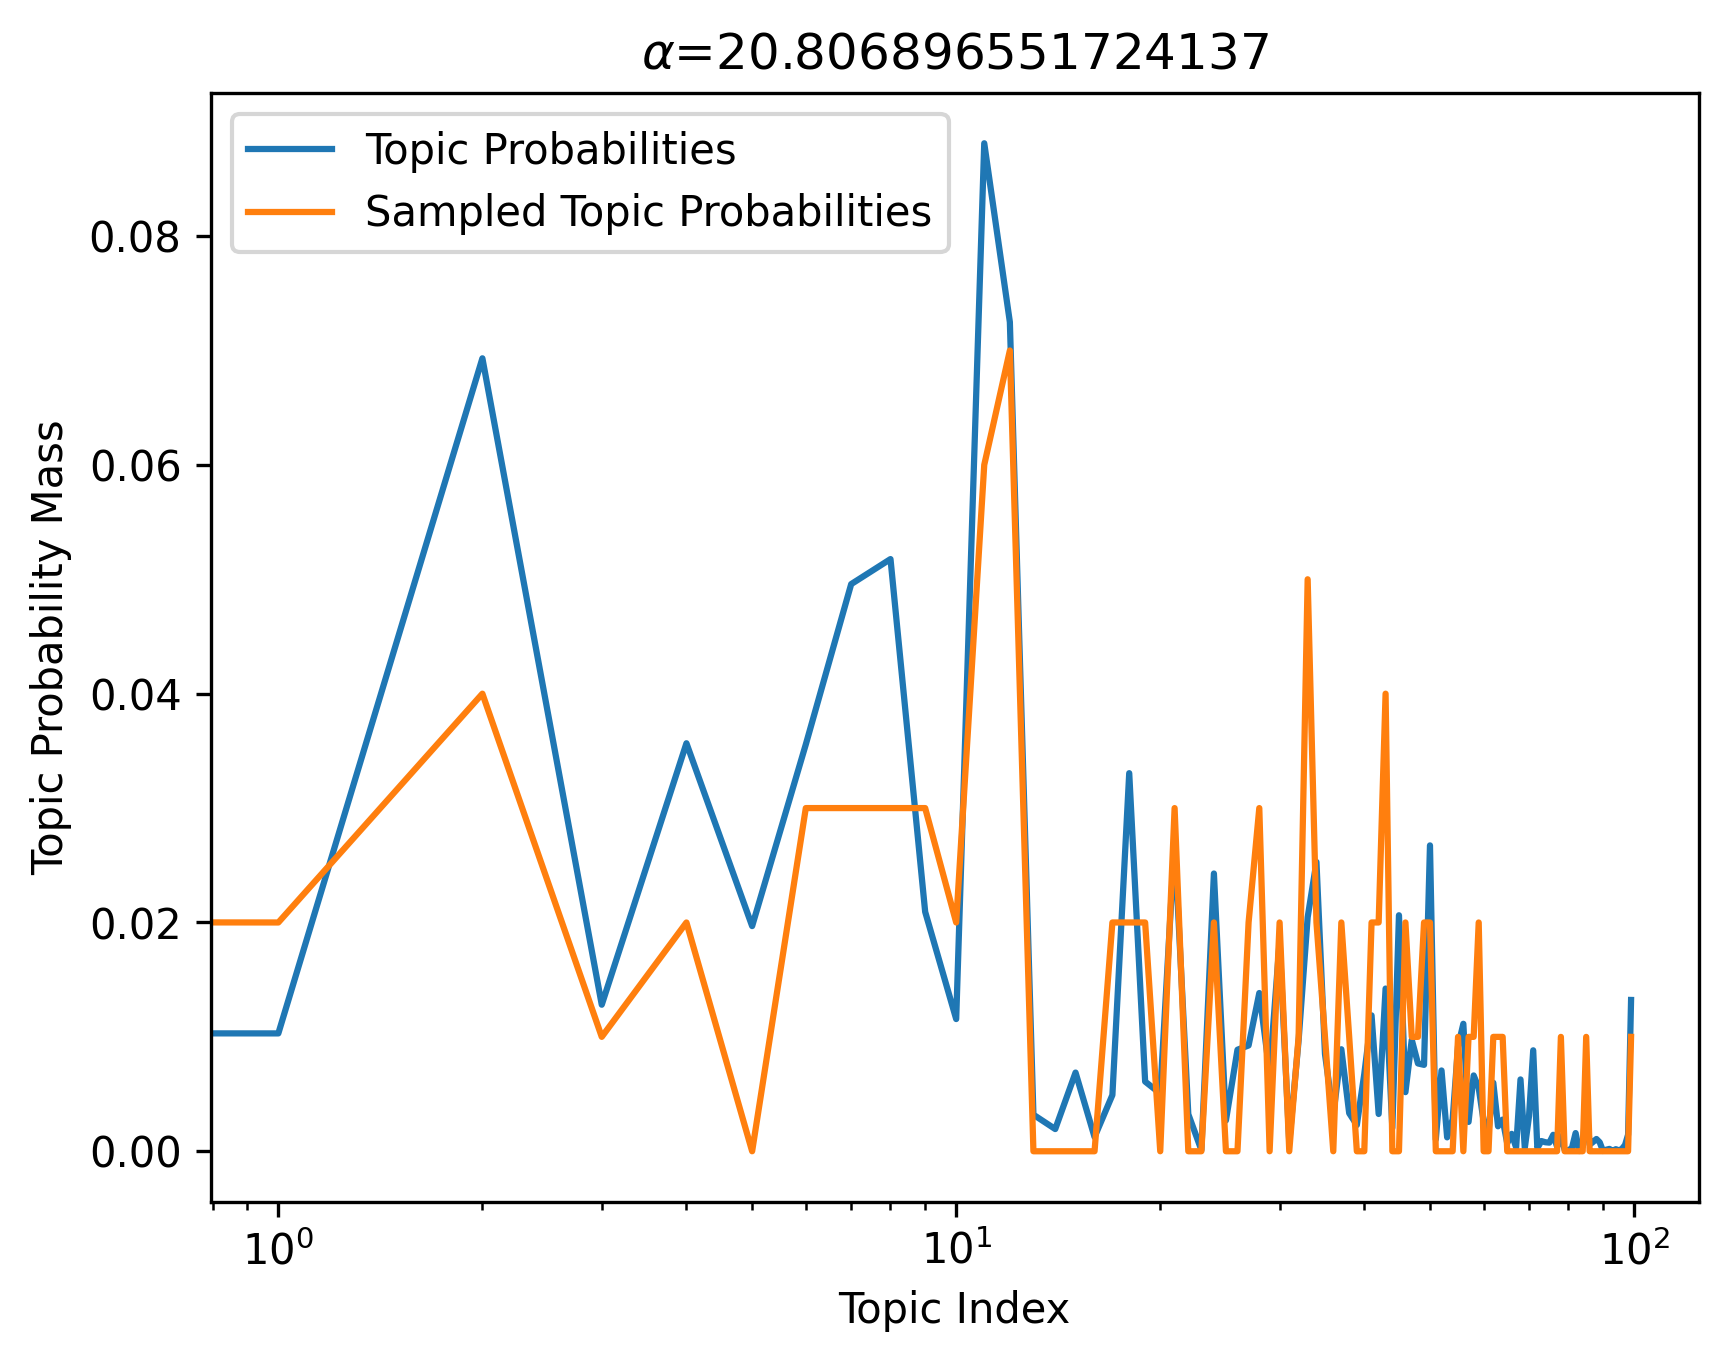 α=20.806896551724137
Topic Probabilities
Sampled Topic Probabilities
0.08
0.06
0.04
0.02
0.00
Topic Probability Mass
10⁰
10¹
10²
Topic Index